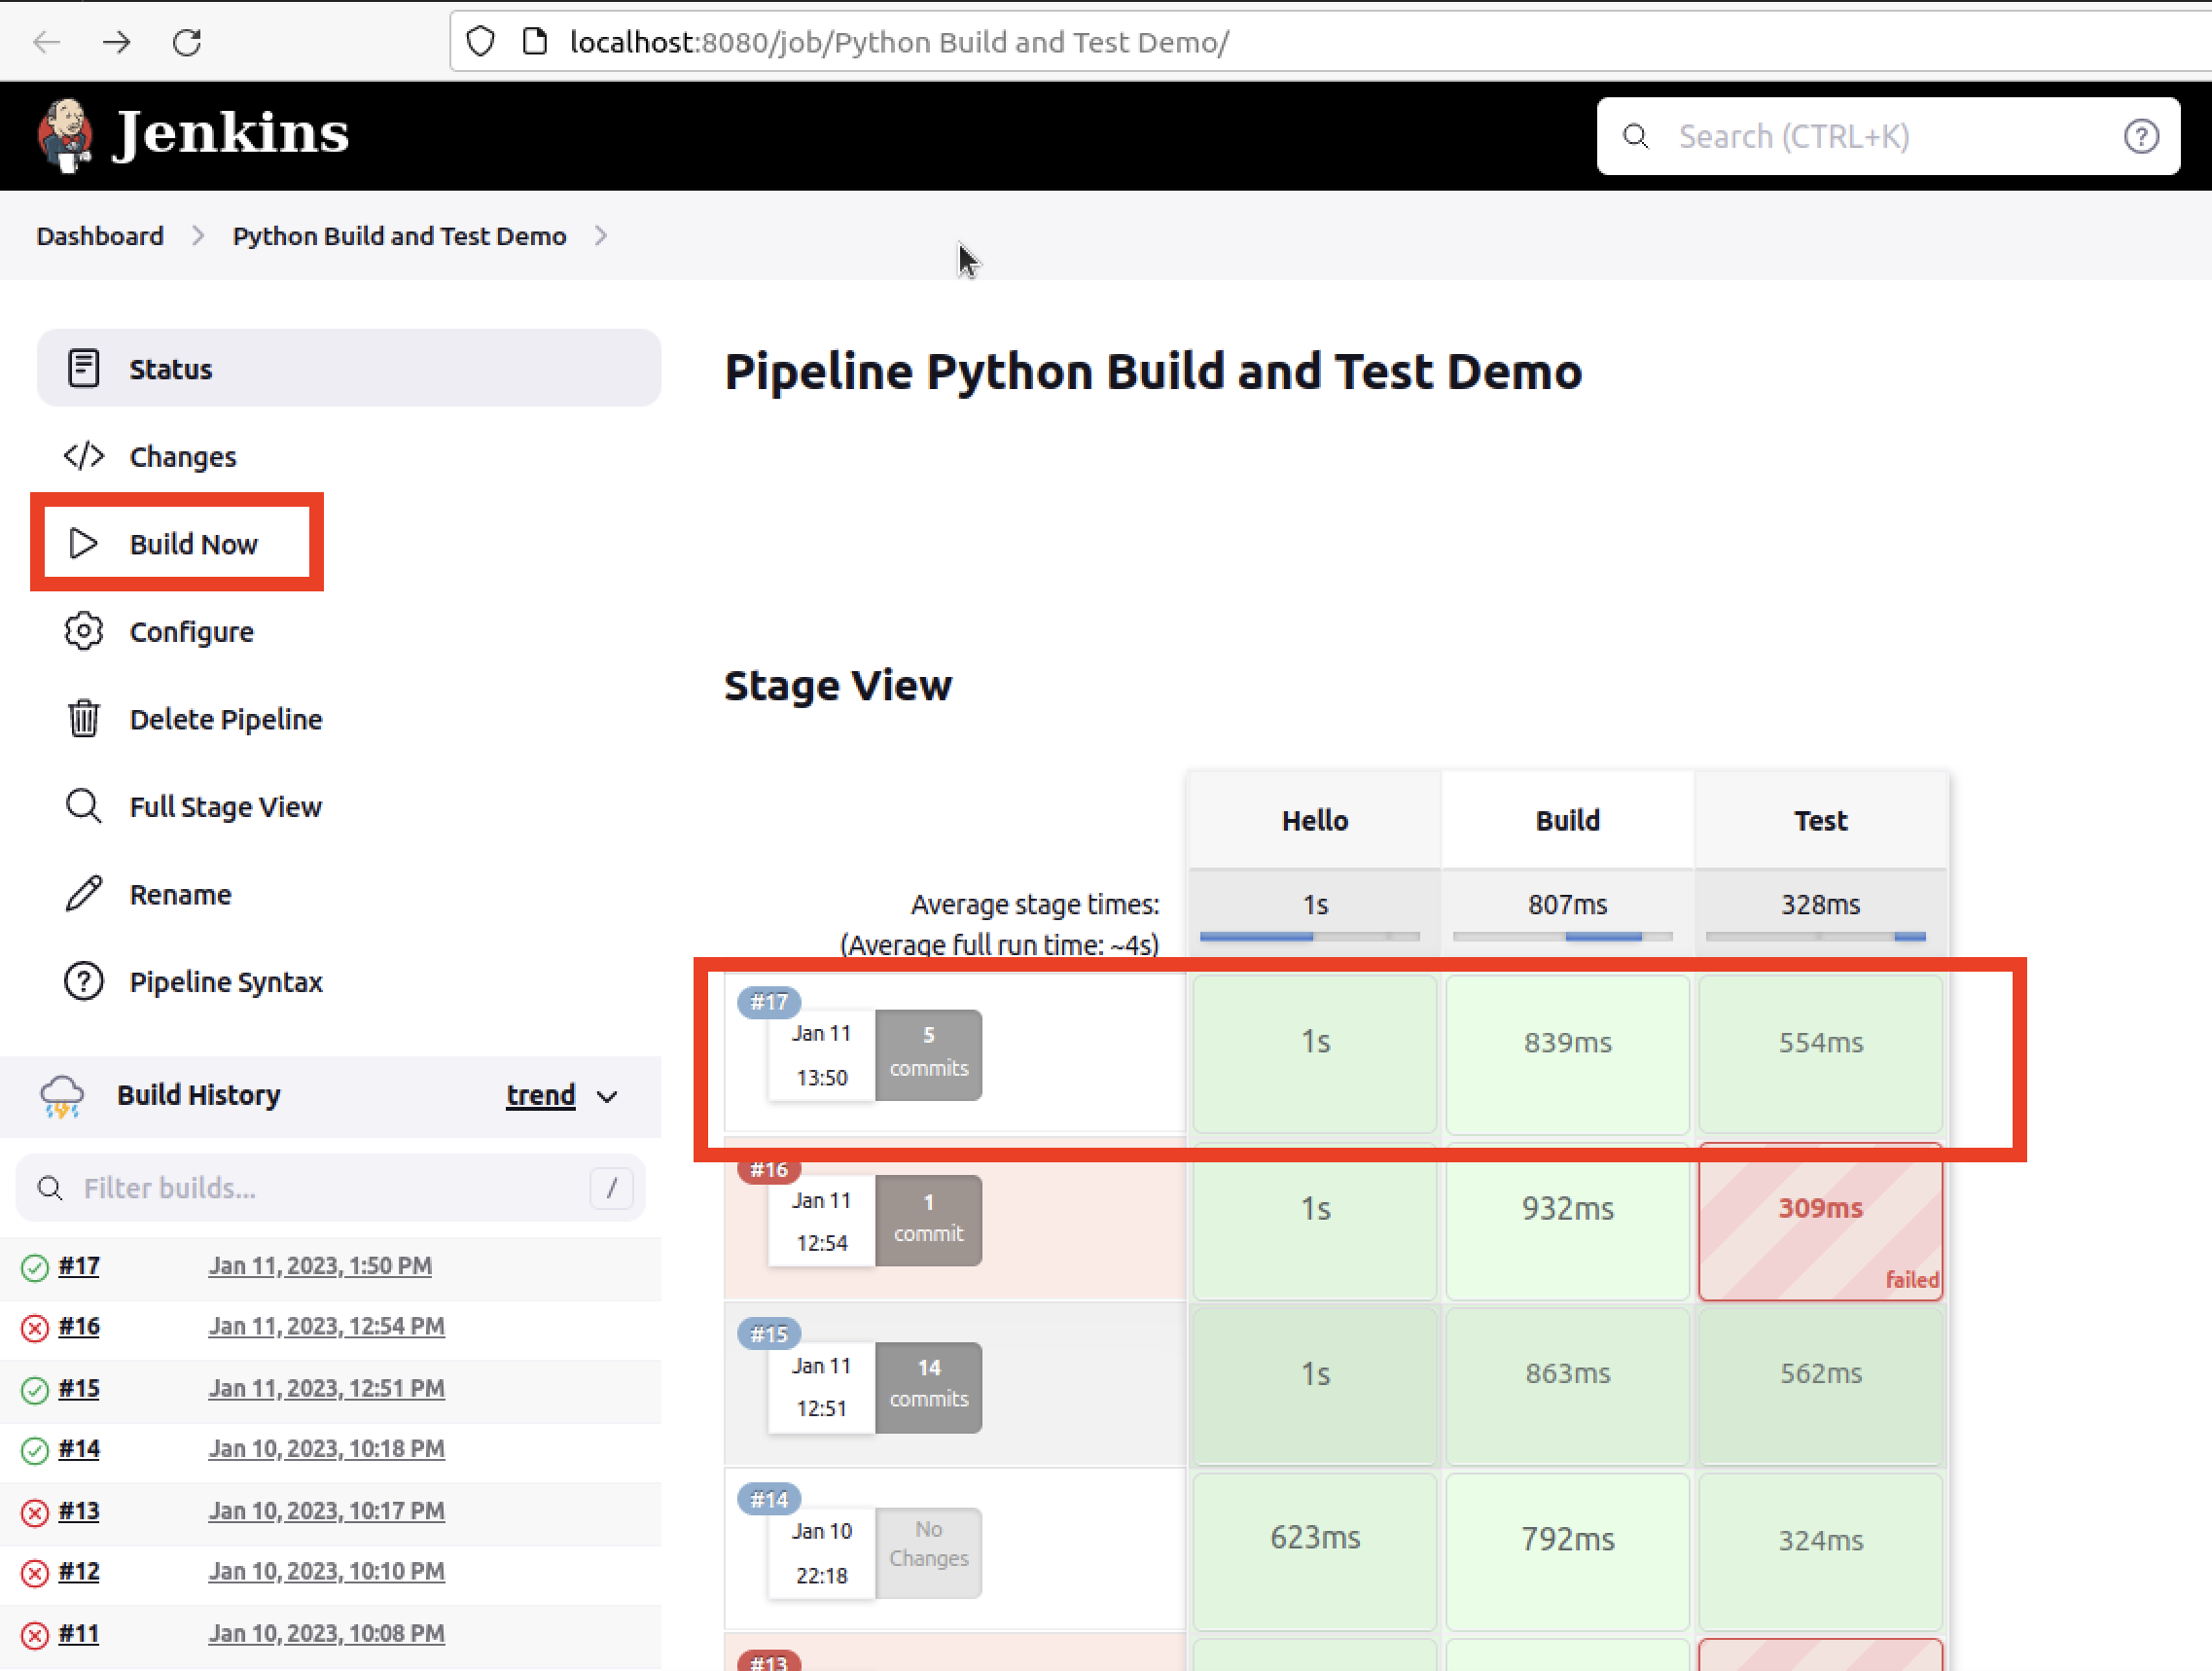 localhost:8080/job/Python Build and Test Demo/
Jenkins
Search (CTRL+K)
?
Dashboard
Python Build and Test Demo
Status
Changes
Build Now
Configure
Delete Pipeline
Full Stage View
Rename
? Pipeline Syntax
Build History
trend
Filter builds...
/
#17 Jan 11, 2023, 1:50 PM
#16 Jan 11, 2023, 12:54 PM
#15 Jan 11, 2023, 12:51 PM
#14 Jan 10, 2023, 10:18 PM
#13 Jan 10, 2023, 10:17 PM
#12 Jan 10, 2023, 10:10 PM
#11 Jan 10, 2023, 10:08 PM
Pipeline Python Build and Test Demo
Stage View
Hello Build Test
Average stage times:
(Average full run time: ~4s)
1s 807ms 328ms
#17
Jan 11
13:50
5
commits
1s 839ms 554ms
#16
Jan 11
12:54
1
commit
1s 932ms 309ms
failed
#15
Jan 11
12:51
14
commits
1s 863ms 562ms
#14
Jan 10
22:18
No
Changes
623ms 792ms 324ms
#13